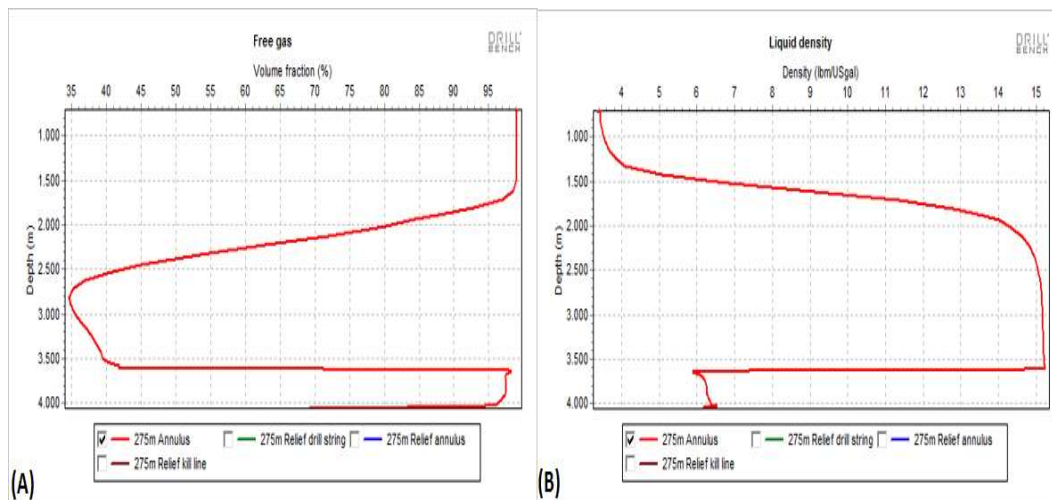 Free gas
DRILL
BENCH
Volume fraction (%)
35 40 45 50 55 60 65 70 75 80 85 90 95
Depth (m)
1.000
1.500
2.000
2.500
3.000
3.500
4.000
275m Annulus 275m Relief drill string 275m Relief annulus
275m Relief kill line
(A)
Liquid density
DRILL
BENCH
Density (lbm/USgal)
4 5 6 7 8 9 10 11 12 13 14 15
Depth (m)
1.000
1.500
2.000
2.500
3.000
3.500
4.000
275m Annulus 275m Relief drill string 275m Relief annulus
275m Relief kill line
(B)